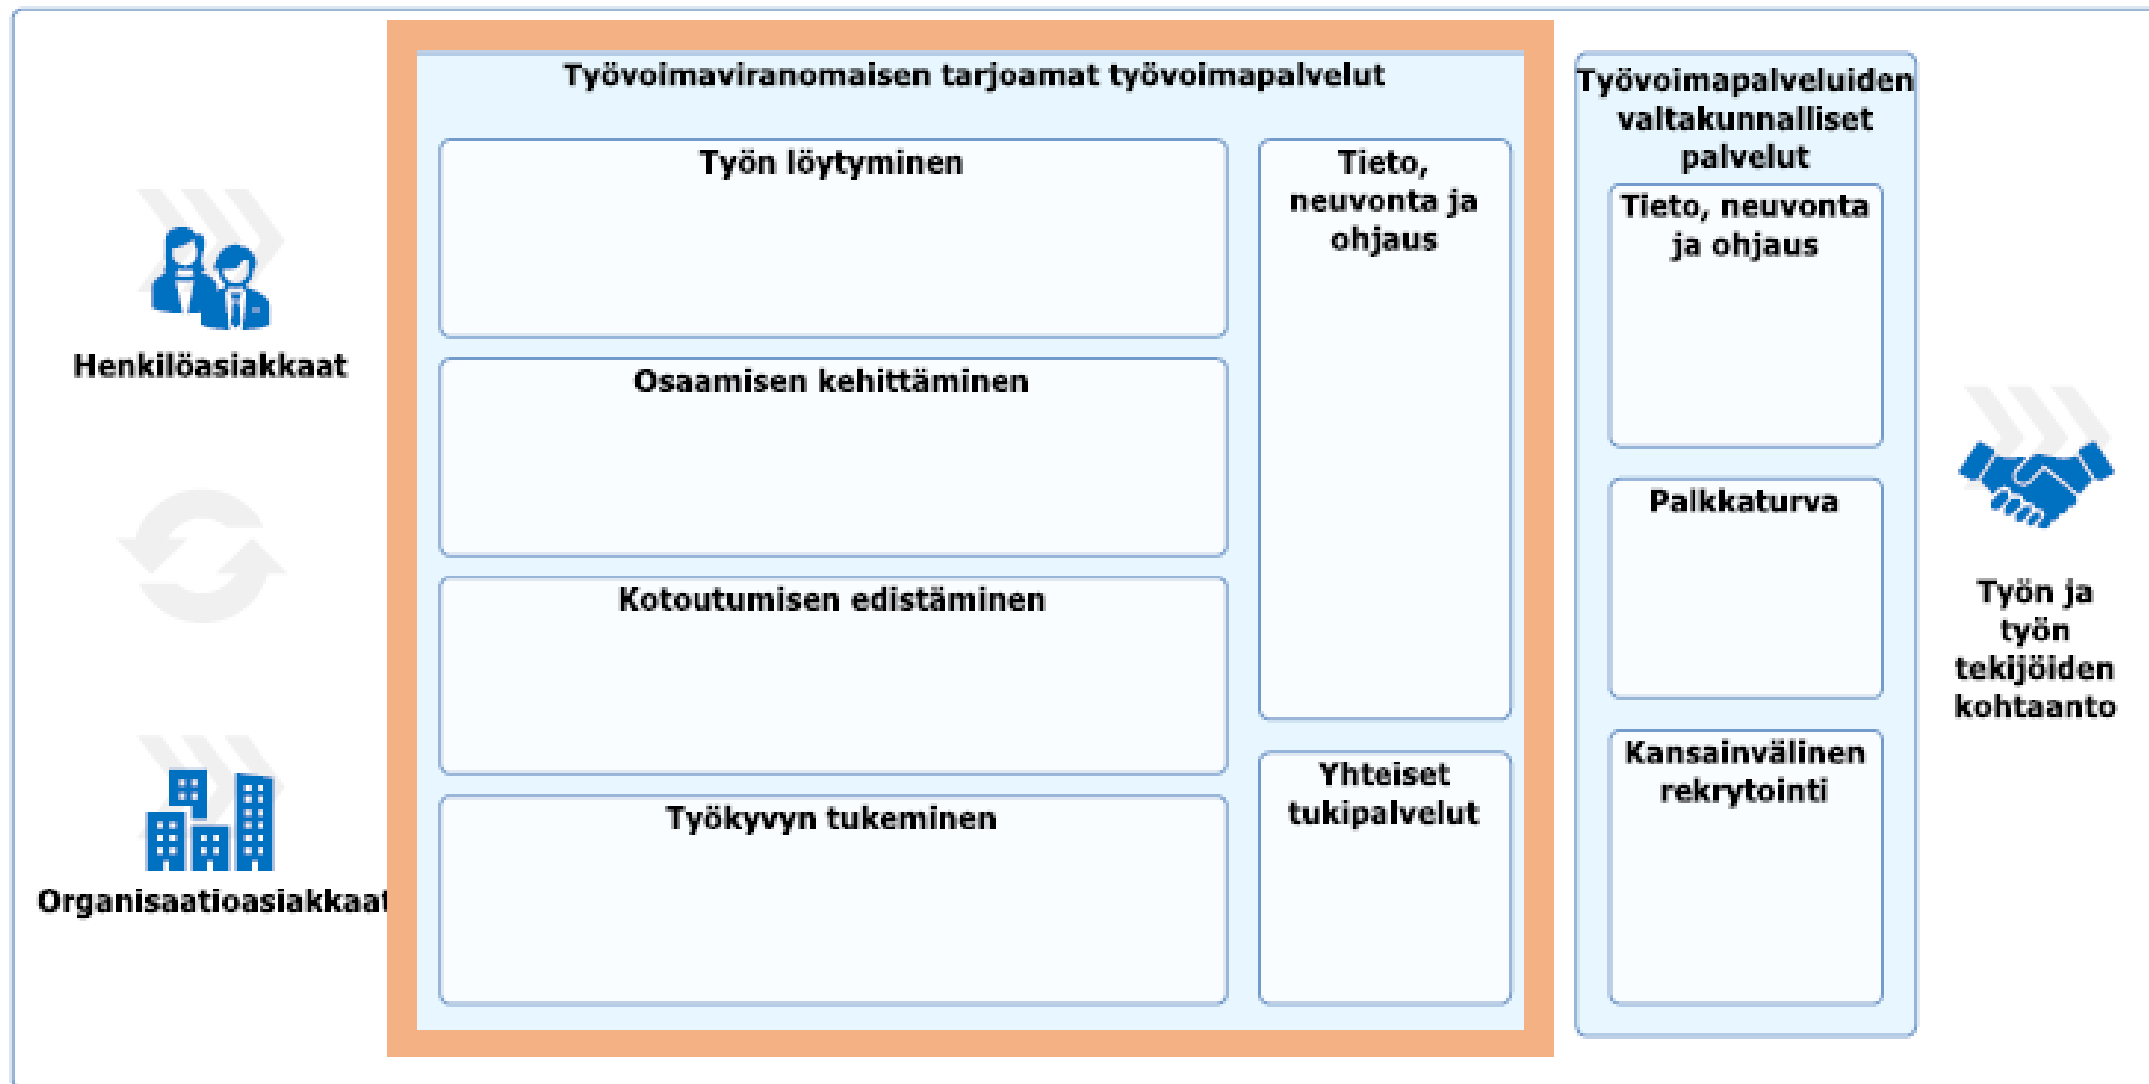 Henkilöasiakkaat
Organisaatioasiakkaat
Työvoimaviranomaisen tarjoamat työvoimapalvelut
Työn löytyminen
Osaamisen kehittäminen
Kotoutumisen edistäminen
Työkyvyn tukeminen
Tieto,
neuvonta ja
ohjaus
Yhteiset
tukipalvelut
Työvoimapalveluiden
valtakunnalliset
palvelut
Tieto, neuvonta
ja ohjaus
Palkkaturva
Kansainvälinen
rekrytointi
Työn ja
työn
tekijöiden
kohtaanto